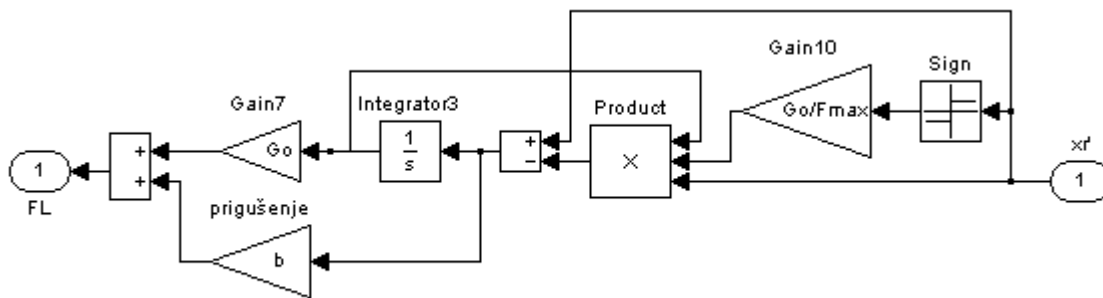 Gain10
Sign
Gain7
Integrator3
Product
Go/Fmax
+
+
1
FL
Go
1
s
+
−
X
xr'
1
prigušenje
b